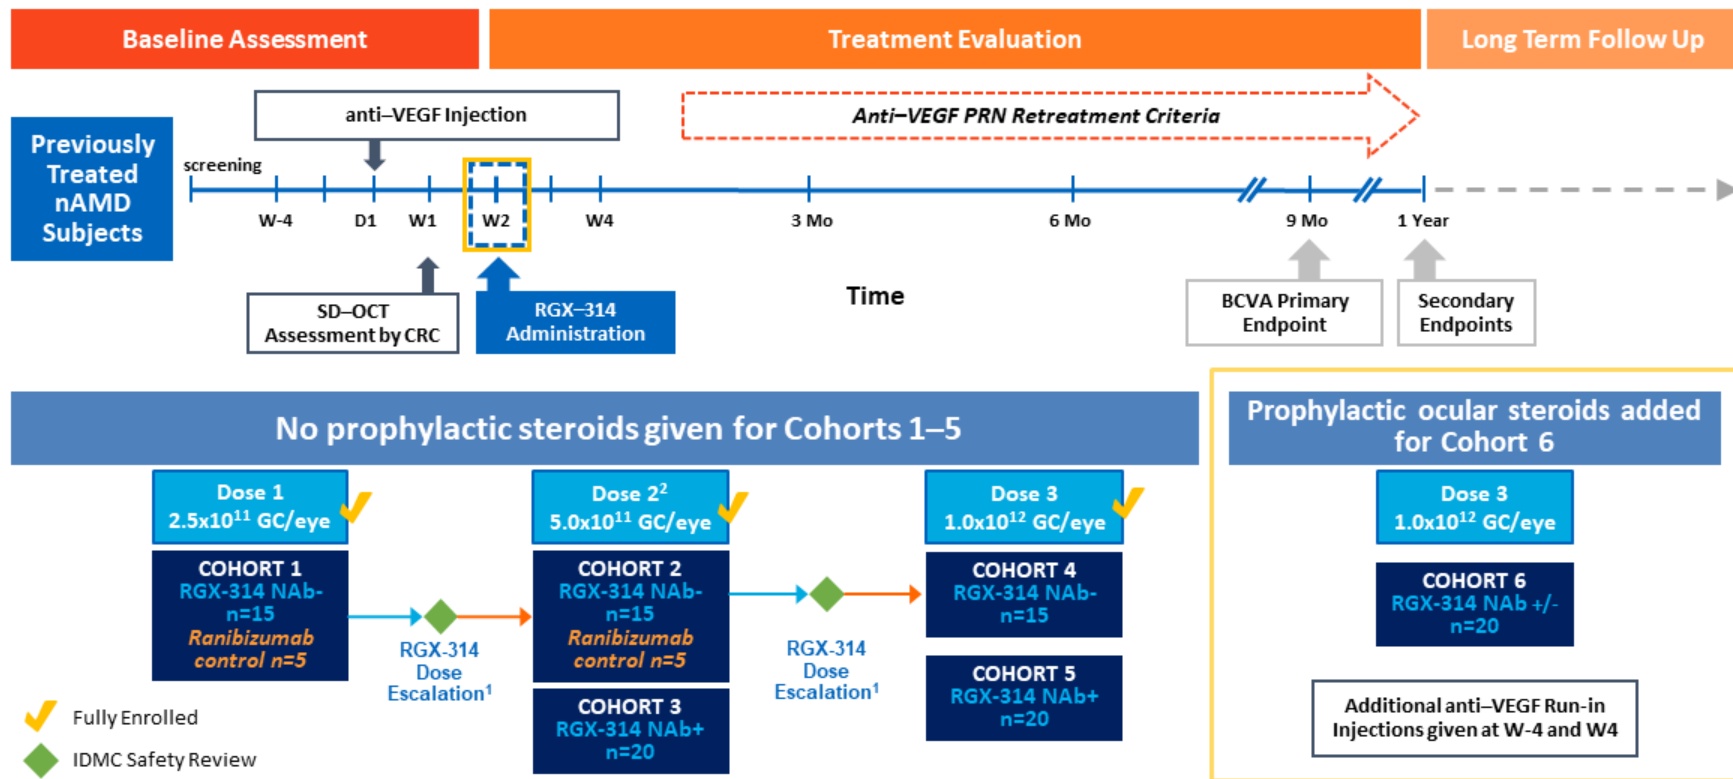 Baseline Assessment
Treatment Evaluation
Long Term Follow Up
Previously
Treated
nAMD
Subjects
anti–VEGF Injection
Anti–VEGF PRN Retreatment Criteria
screening
W-4
D1
W1
W2
W4
3 Mo
6 Mo
9 Mo
1 Year
SD–OCT
Assessment by CRC
RGX–314
Administration
Time
BCVA Primary
Endpoint
Secondary
Endpoints
No prophylactic steroids given for Cohorts 1–5
Prophylactic ocular steroids added
for Cohort 6
Dose 1
2.5x10¹¹ GC/eye
COHORT 1
RGX-314 NAb-
n=15
Ranibizumab
control n=5
RGX-314
Dose
Escalation¹
Dose 2²
5.0x10¹¹ GC/eye
COHORT 2
RGX-314 NAb-
n=15
Ranibizumab
control n=5
COHORT 3
RGX-314 NAb+
n=20
RGX-314
Dose
Escalation¹
Dose 3
1.0x10¹² GC/eye
COHORT 4
RGX-314 NAb-
n=15
COHORT 5
RGX-314 NAb+
n=20
Dose 3
1.0x10¹² GC/eye
COHORT 6
RGX-314 NAb +/-
n=20
Additional anti–VEGF Run-in
Injections given at W-4 and W4
Fully Enrolled
IDMC Safety Review